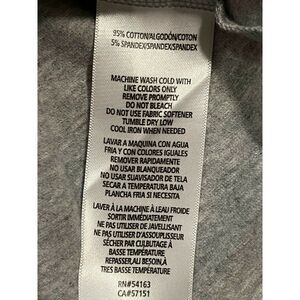 95% COTTON/ALGODÓN/COTON
5% SPANDEX/SPANDEX/SPANDEX
MACHINE WASH COLD WITH
LIKE COLORS ONLY
REMOVE PROMPTLY
DO NOT BLEACH
DO NOT USE FABRIC SOFTENER
TUMBLE DRY LOW
COOL IRON WHEN NEEDED
LAVAR A MAQUINA CON AGUA
FRIA Y CON COLORES IGUALES
REMOVER RAPIDAMENTE
NO USAR BLANQUEADOR
NO USAR SUAVIZADOR DE TELA
SECAR A TEMPERATURA BAJA
PLANCHA FRIA SI NECESITA
LAVER À LA MACHINE À L'EAU FROIDE
SORTIR IMMÉDIATEMENT
NE PAS UTILISER DE JAVELLISANT
NE PAS UTILISER D'ASSOUPLISSEUR
SÉCHER PAR CULBUTAGE À
BASSE TEMPÉRATURE
REPASSER,AU BESOIN,À
TRES BASSE TEMPÉRATURE
RN#54163
CA#57151